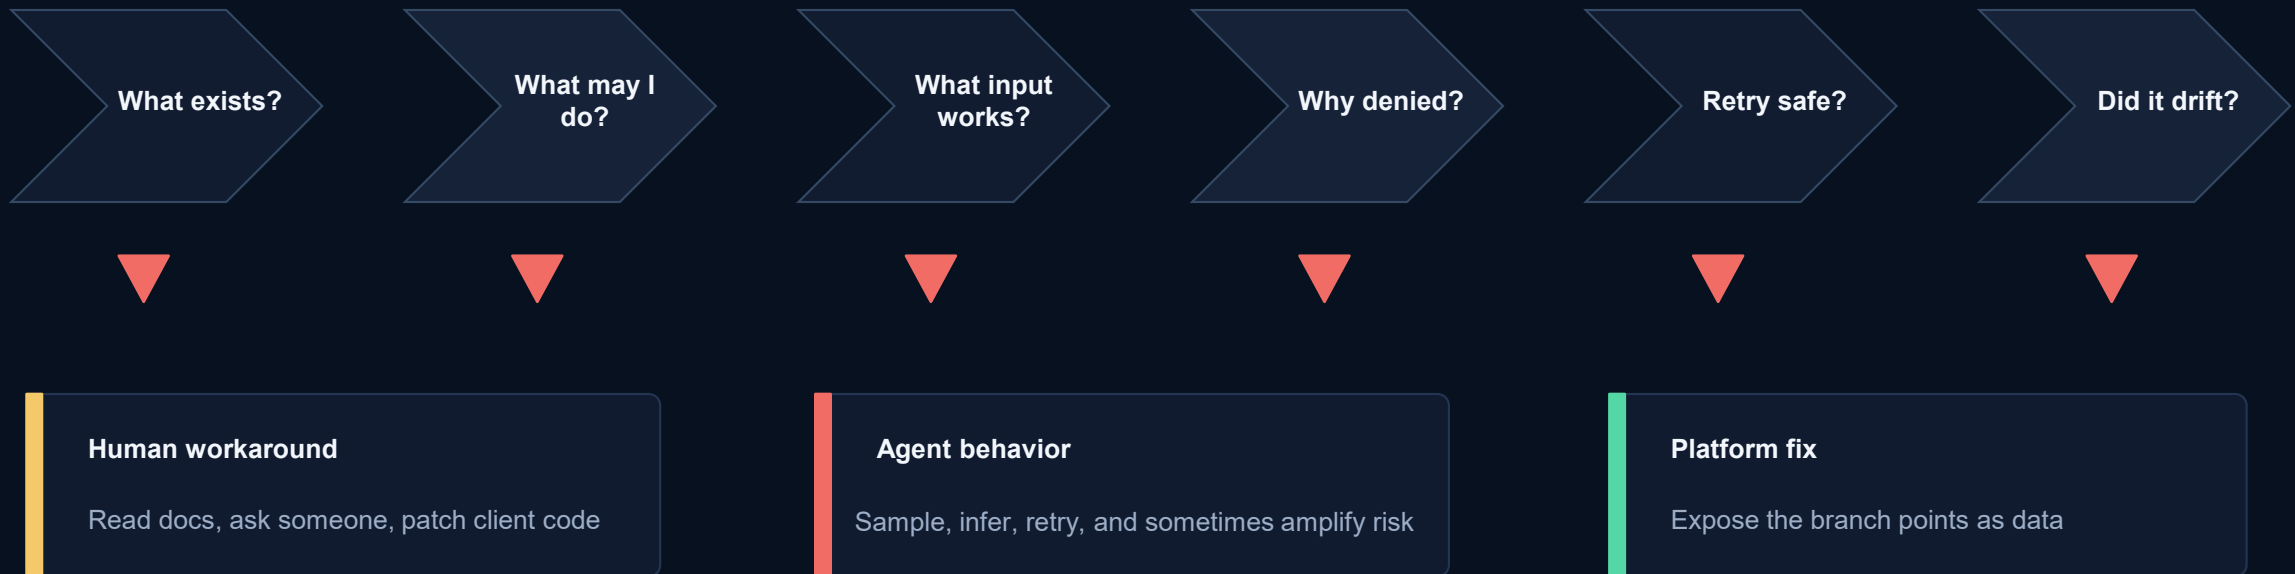 What exists?
What may I
do?
What input
works?
Why denied?
Retry safe?
Did it drift?
Human workaround
Read docs, ask someone, patch client code
Agent behavior
Sample, infer, retry, and sometimes amplify risk
Platform fix
Expose the branch points as data